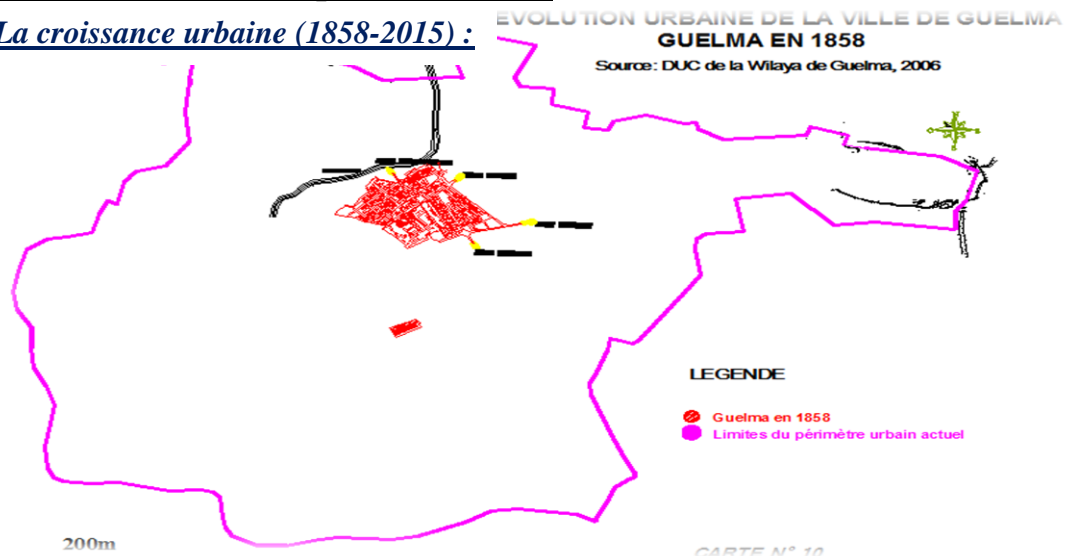 La croissance urbaine (1858-2015) :
EVOLUTION URBAINE DE LA VILLE DE GUELMA
GUELMA EN 1858
Source: DUC de la Wilaya de Guelma, 2006
LEGENDE
Guelma en 1858
Limites du périmètre urbain actuel
200m
CARTE N° 10